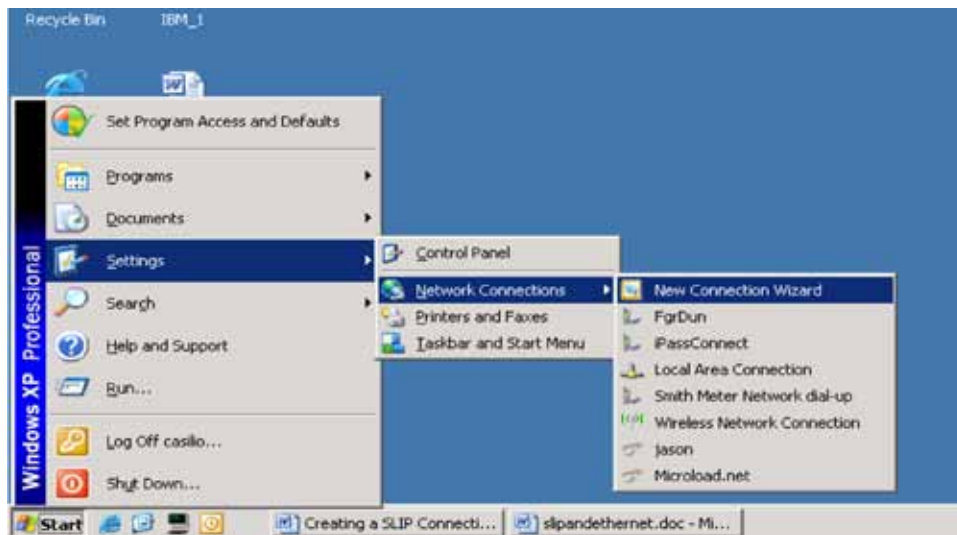 Recycle Bin
IBM_1
Set Program Access and Defaults
Programs
Documents
Settings
Search
Help and Support
Run...
Log Off casilio...
Shut Down...
Windows XP Professional
Control Panel
Network Connections
Printers and Faxes
Taskbar and Start Menu
New Connection Wizard
FgrDun
iPassConnect
Local Area Connection
Smith Meter Network dial-up
Wireless Network Connection
jason
Microload.net
Start
Creating a SLIP Connecti...
slipandethernet.doc - Mi...